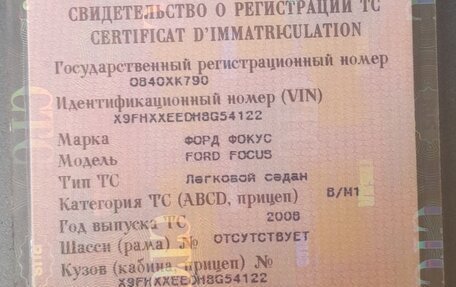 СВИДЕТЕЛЬСТВО О РЕГИСТРАЦИИ ТС
CERTIFICAT D'IMMATRICULATION
Государственный регистрационный номер
О840ХК790
Идентификационный номер (VIN)
X9FHXXEEDH8G54122
Марка ФОРД ФОКУС
Модель FORD FOCUS
Тип ТС Легковой седан
Категория ТС (ABCD, прицеп) B/M1
Год выпуска ТС 2008
Шасси (рама) № ОТСУТСТВУЕТ
Кузов (кабина, прицеп) №
X9FHXXEEDH8G54122